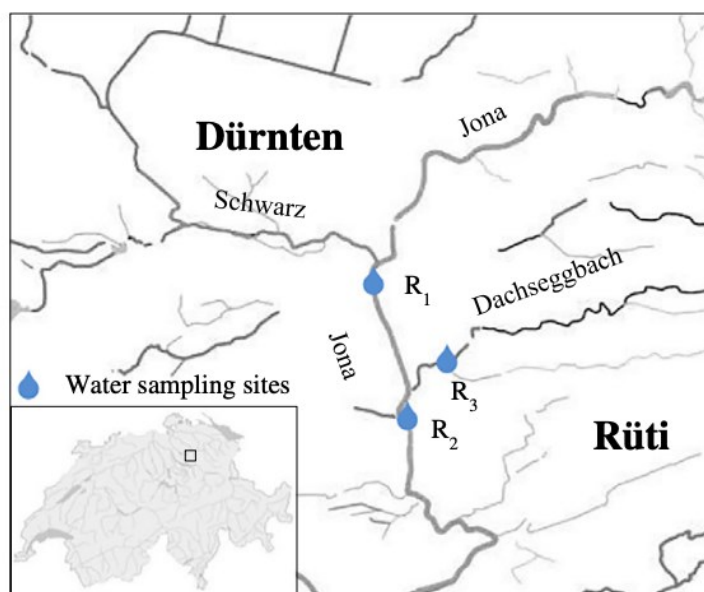 Jona
Dürnten
Schwarz
Dachseggbach
R1
Jona
R3
Water sampling sites
R2
Rüti